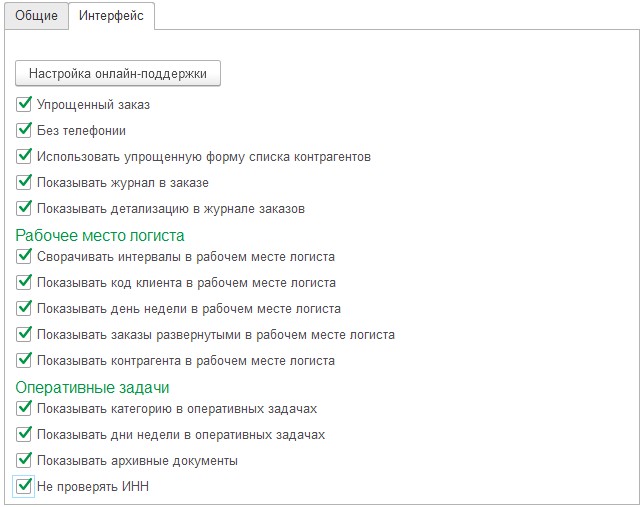 Общие Интерфейс
Настройка онлайн-поддержки
Упрощенный заказ
Без телефонии
Использовать упрощенную форму списка контрагентов
Показывать журнал в заказе
Показывать детализацию в журнале заказов
Рабочее место логиста
Сворачивать интервалы в рабочем месте логиста
Показывать код клиента в рабочем месте логиста
Показывать день недели в рабочем месте логиста
Показывать заказы развернутыми в рабочем месте логиста
Показывать контрагента в рабочем месте логиста
Оперативные задачи
Показывать категорию в оперативных задачах
Показывать дни недели в оперативных задачах
Показывать архивные документы
Не проверять ИНН